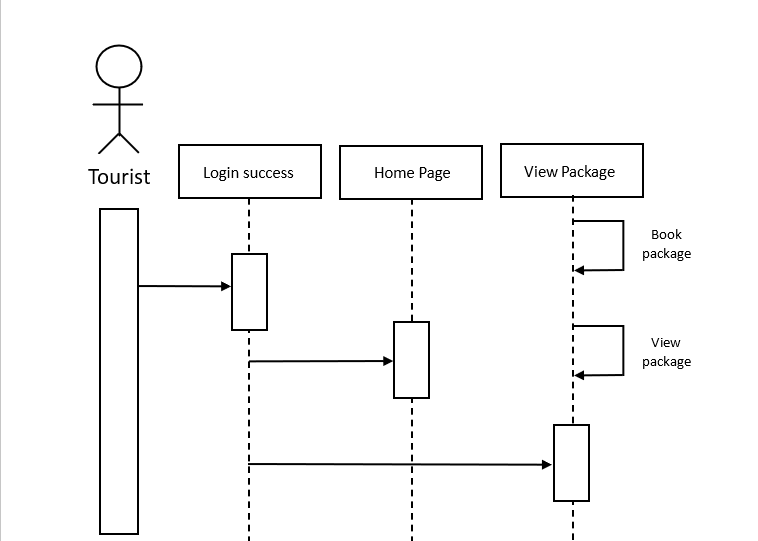 Tourist
Login success
Home Page
View Package
Book
package
View
package